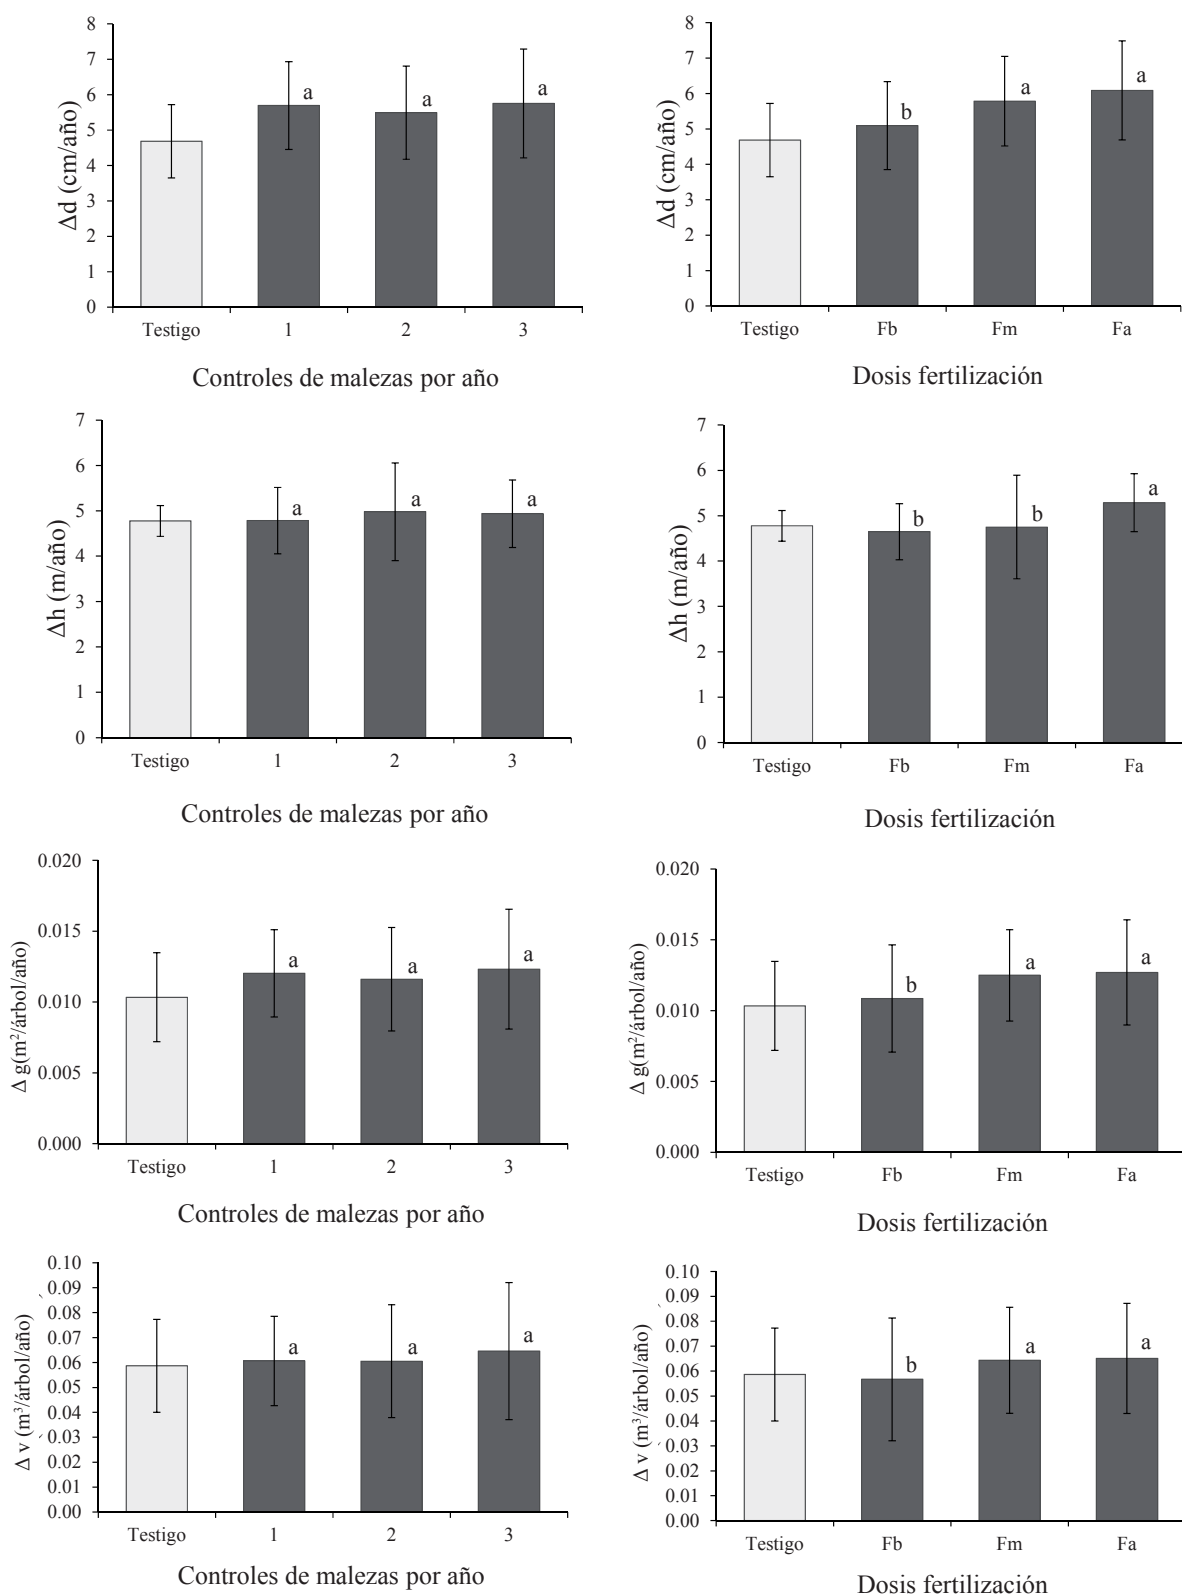 8
7
6
5
4
3
2
1
0
Δd (cm/año)
a
a
a
Testigo 1 2 3
Controles de malezas por año
8
7
6
5
4
3
2
1
0
Δd (cm/año)
b
a
a
Testigo Fb Fm Fa
Dosis fertilización
7
6
5
4
3
2
1
0
Δh (m/año)
a
a
a
Testigo 1 2 3
Controles de malezas por año
7
6
5
4
3
2
1
0
Δh (m/año)
b
b
a
Testigo Fb Fm Fa
Dosis fertilización
0.020
0.015
0.010
0.005
0.000
Δ g(m²/árbol/año)
a
a
a
Testigo 1 2 3
Controles de malezas por año
0.020
0.015
0.010
0.005
0.000
Δ g(m²/árbol/año)
b
a
a
Testigo Fb Fm Fa
Dosis fertilización
0.10
0.09
0.08
0.07
0.06
0.05
0.04
0.03
0.02
0.01
0.00
Δ v (m³/árbol/año)
a
a
a
Testigo 1 2 3
Controles de malezas por año
0.10
0.09
0.08
0.07
0.06
0.05
0.04
0.03
0.02
0.01
0.00
Δ v (m³/árbol/año)
b
a
a
Testigo Fb Fm Fa
Dosis fertilización